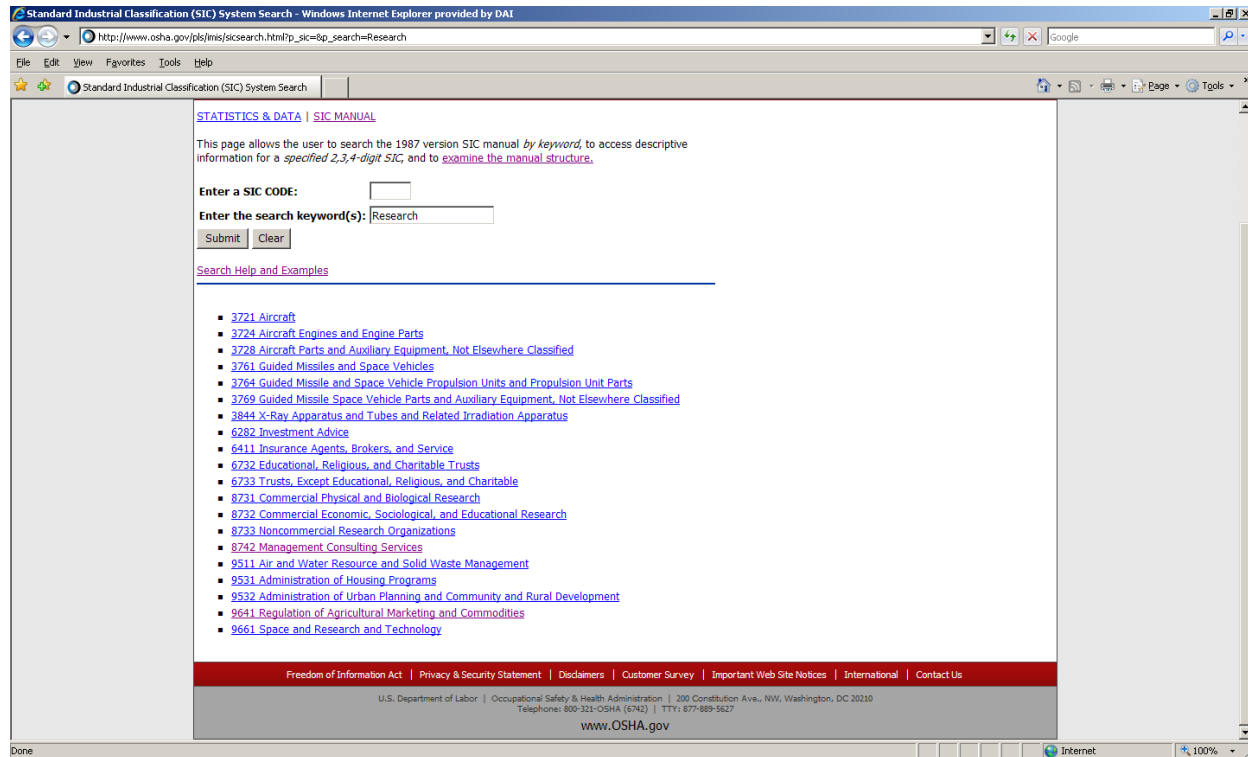 Standard Industrial Classification (SIC) System Search - Windows Internet Explorer provided by DAI
http://www.osha.gov/pls/imis/sicsearch.html?p_sic=&p_search=Research
Google
File Edit View Favorites Tools Help
Standard Industrial Classification (SIC) System Search
Page Tools
STATISTICS & DATA | SIC MANUAL
This page allows the user to search the 1987 version SIC manual by keyword, to access descriptive
information for a specified 2,3,4-digit SIC, and to examine the manual structure.
Enter a SIC CODE:
Enter the search keyword(s): Research
Submit Clear
Search Help and Examples
3721 Aircraft
3724 Aircraft Engines and Engine Parts
3728 Aircraft Parts and Auxiliary Equipment, Not Elsewhere Classified
3761 Guided Missiles and Space Vehicles
3764 Guided Missile and Space Vehicle Propulsion Units and Propulsion Unit Parts
3769 Guided Missile Space Vehicle Parts and Auxiliary Equipment, Not Elsewhere Classified
3844 X-Ray Apparatus and Tubes and Related Irradiation Apparatus
6282 Investment Advice
6411 Insurance Agents, Brokers, and Service
6732 Educational, Religious, and Charitable Trusts
6733 Trusts, Except Educational, Religious, and Charitable
8731 Commercial Physical and Biological Research
8732 Commercial Economic, Sociological, and Educational Research
8733 Noncommercial Research Organizations
8742 Management Consulting Services
9511 Air and Water Resource and Solid Waste Management
9531 Administration of Housing Programs
9532 Administration of Urban Planning and Community and Rural Development
9641 Regulation of Agricultural Marketing and Commodities
9661 Space and Research and Technology
Freedom of Information Act | Privacy & Security Statement | Disclaimers | Customer Survey | Important Web Site Notices | International | Contact Us
U.S. Department of Labor | Occupational Safety & Health Administration | 200 Constitution Ave., NW, Washington, DC 20210
Telephone: 800-321-OSHA (6742) | TTY: 877-889-5627
www.OSHA.gov
Done
Internet
100%